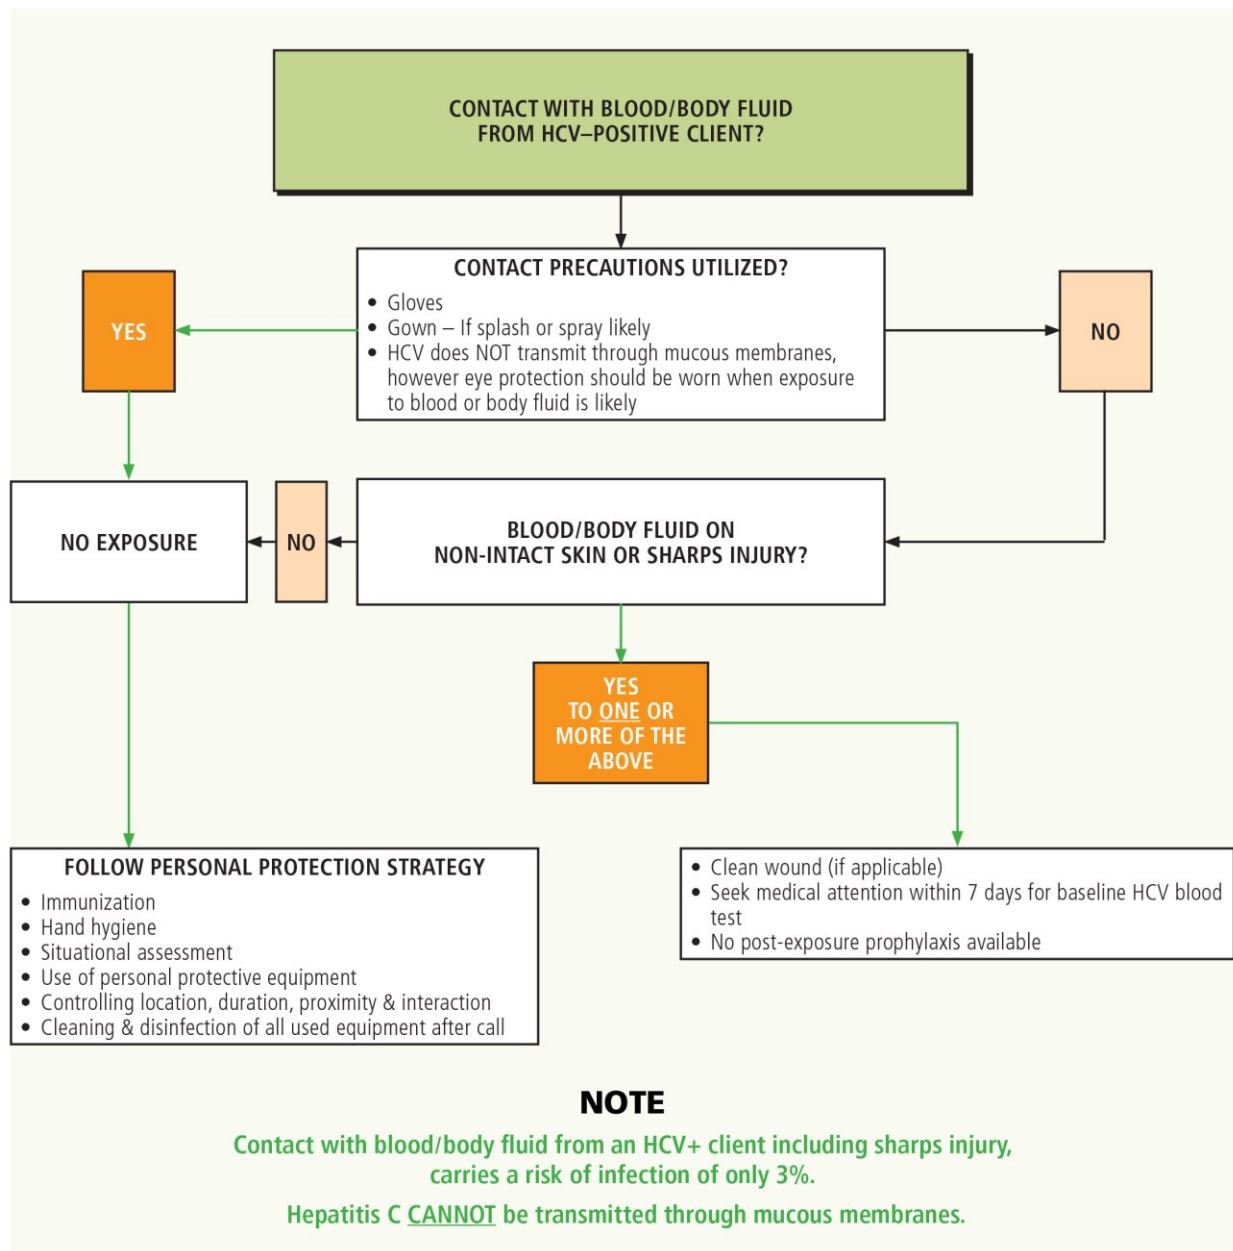 CONTACT WITH BLOOD/BODY FLUID
FROM HCV–POSITIVE CLIENT?
CONTACT PRECAUTIONS UTILIZED?
• Gloves
• Gown – If splash or spray likely
• HCV does NOT transmit through mucous membranes,
however eye protection should be worn when exposure
to blood or body fluid is likely
YES
NO
NO EXPOSURE
NO
BLOOD/BODY FLUID ON
NON-INTACT SKIN OR SHARPS INJURY?
YES
TO ONE OR
MORE OF THE
ABOVE
FOLLOW PERSONAL PROTECTION STRATEGY
• Immunization
• Hand hygiene
• Situational assessment
• Use of personal protective equipment
• Controlling location, duration, proximity & interaction
• Cleaning & disinfection of all used equipment after call
• Clean wound (if applicable)
• Seek medical attention within 7 days for baseline HCV blood
test
• No post-exposure prophylaxis available
NOTE
Contact with blood/body fluid from an HCV+ client including sharps injury,
carries a risk of infection of only 3%.
Hepatitis C CANNOT be transmitted through mucous membranes.